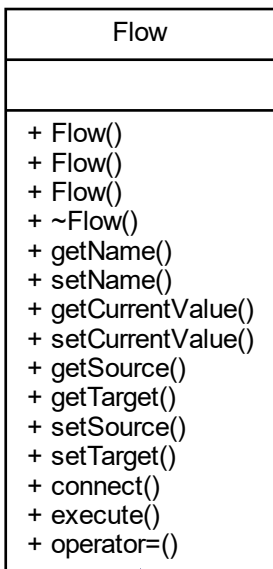 Flow
+ Flow()
+ Flow()
+ Flow()
+ ~Flow()
+ getName()
+ setName()
+ getCurrentValue()
+ setCurrentValue()
+ getSource()
+ getTarget()
+ setSource()
+ setTarget()
+ connect()
+ execute()
+ operator=()